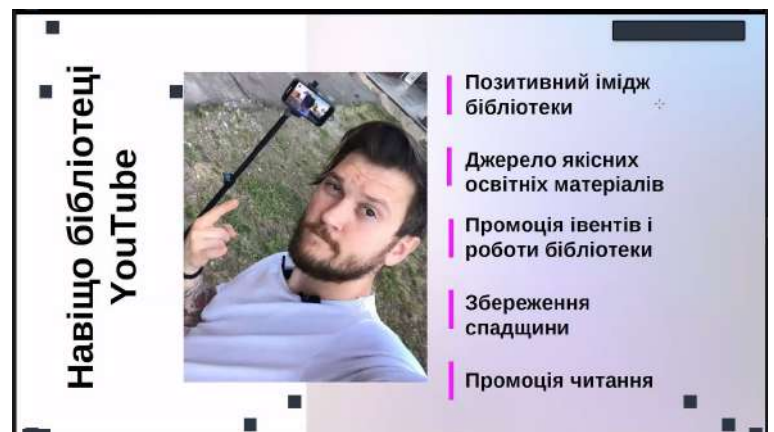 Навіщо бібліотеці
YouTube
Позитивний імідж
бібліотеки
Джерело якісних
освітніх матеріалів
Промоція івентів і
роботи бібліотеки
Збереження
спадщини
Промоція читання